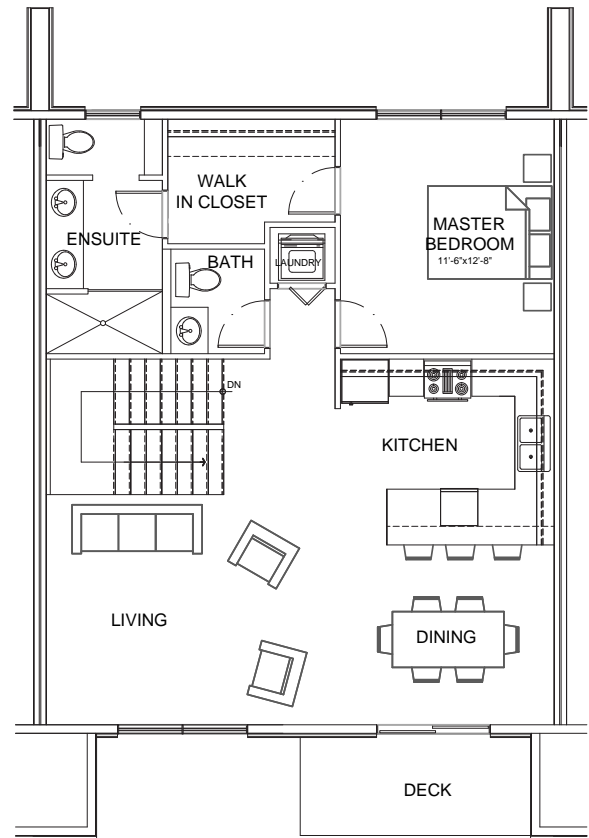 WALK
IN CLOSET
ENSUITE
BATH
LAUNDRY
MASTER
BEDROOM
11'-6"x12'-8"
DN
KITCHEN
LIVING
DINING
DECK